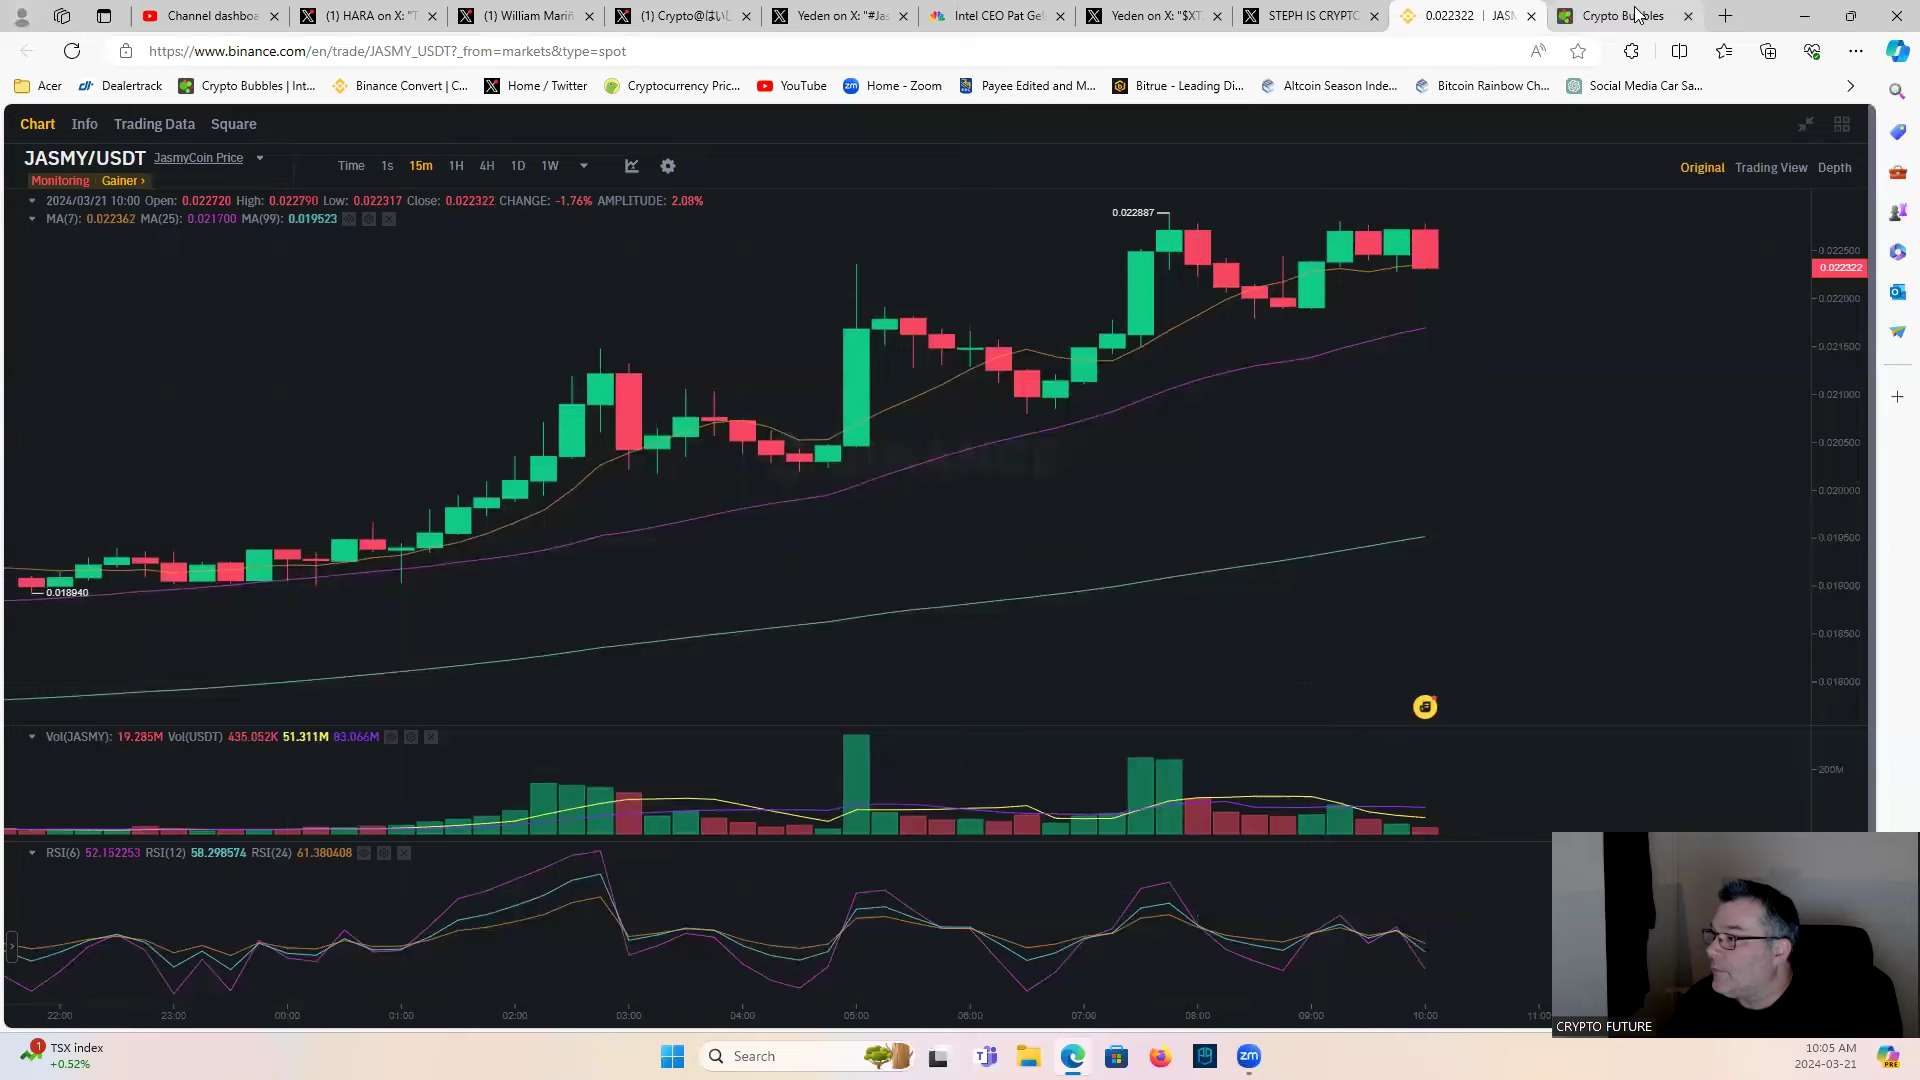 Channel dashboa
(1) HARA on X: "T
(1) William Mariñ
(1) Crypto@はいじ
Yeden on X: "#Jas
Intel CEO Pat Gel
Yeden on X: "$XT
STEPH IS CRYPTO
0.022322 | JASM
Crypto Bubbles
https://www.binance.com/en/trade/JASMY_USDT?_from=markets&type=spot
Acer
Dealertrack
Crypto Bubbles | Int...
Binance Convert | C...
Home / Twitter
Cryptocurrency Pric...
YouTube
Home - Zoom
Payee Edited and M...
Bitrue - Leading Di...
Altcoin Season Inde...
Bitcoin Rainbow Ch...
Social Media Car Sa...
Chart Info Trading Data Square
JASMY/USDT JasmyCoin Price
Time 1s 15m 1H 4H 1D 1W
Original Trading View Depth
Monitoring Gainer ›
2024/03/21 10:00 Open: 0.022720 High: 0.022790 Low: 0.022317 Close: 0.022322 CHANGE: -1.76% AMPLITUDE: 2.08%
MA(7): 0.022362 MA(25): 0.021700 MA(99): 0.019523
0.022887
0.022500
0.022322
0.022000
0.021500
0.021000
0.020500
0.020000
0.019500
0.019000
0.018940
0.018500
0.018000
Vol(JASMY): 19.285M Vol(USDT) 435.052K 51.311M 83.066M
200M
RSI(6) 52.152253 RSI(12) 58.298574 RSI(24) 61.380408
22:00 23:00 00:00 01:00 02:00 03:00 04:00 05:00 06:00 07:00 08:00 09:00 10:00 11:00
CRYPTO FUTURE
1
TSX index
+0.52%
Search
zm
10:05 AM
2024-03-21
PRE